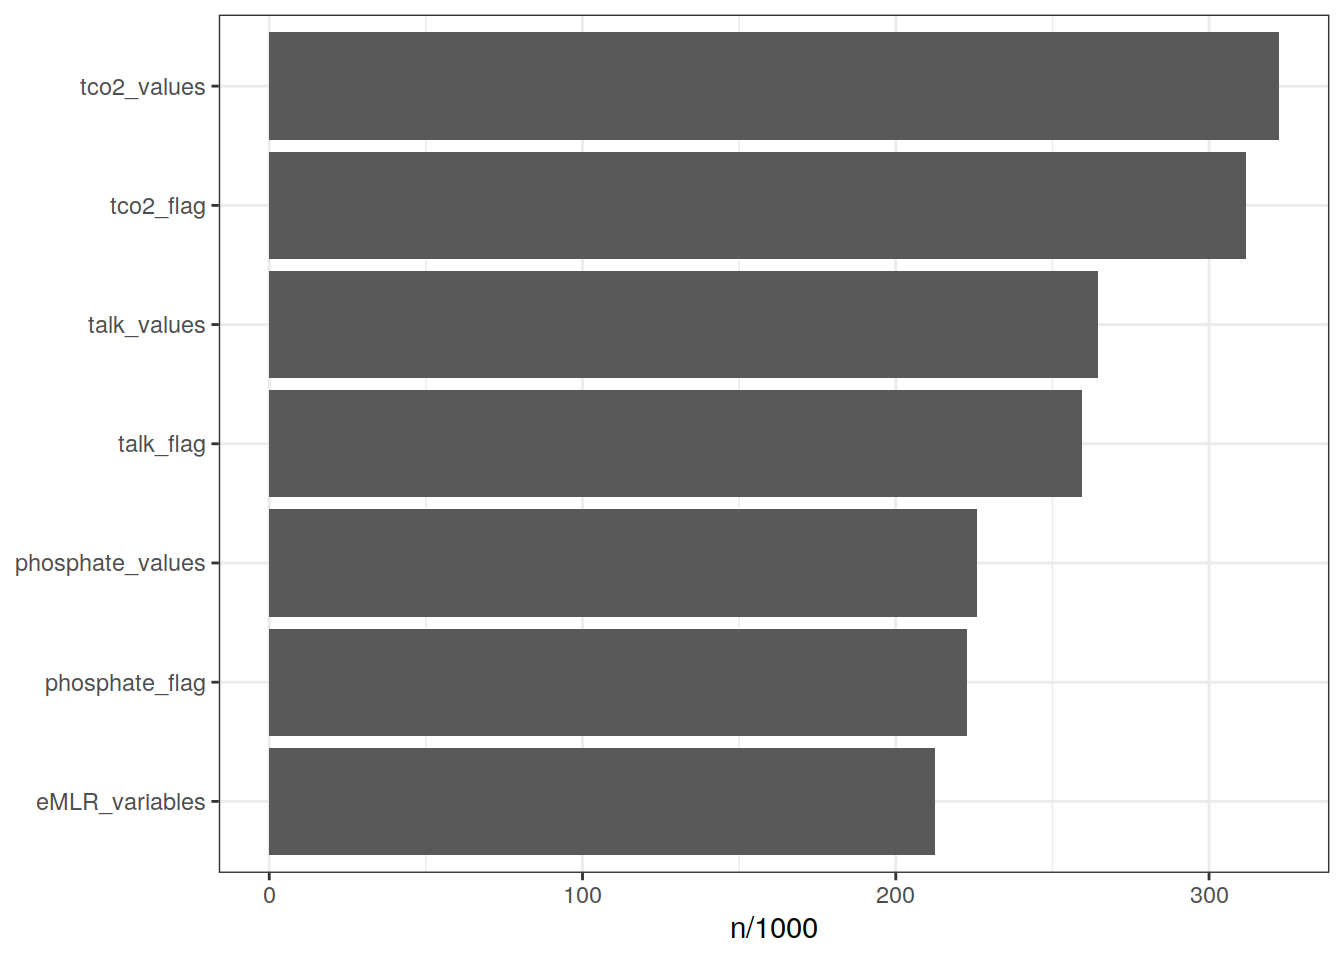 tco2_values
tco2_flag
talk_values
talk_flag
phosphate_values
phosphate_flag
eMLR_variables
0 100 200 300
n/1000